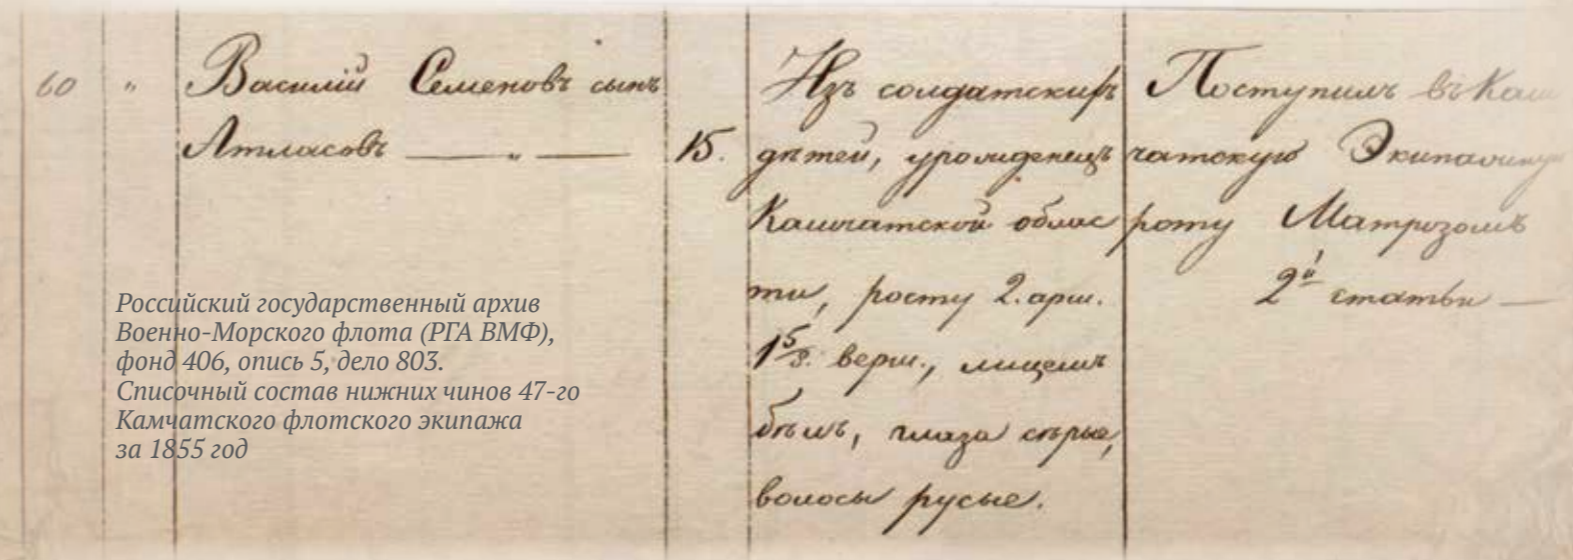 60 " Василій Семеновъ сынъ
Атласовъ — „ —
15.
Изъ солдатскихъ
дѣтей, уроженецъ
Камчатской облас
ти, росту 2. арш.
1 5/8. верш., лицемъ
бѣлъ, глаза сѣрые,
волосы русые.
Поступилъ въ Кам
чатскую Экипажную
роту Матрозомъ
2й статьи —
Российский государственный архив
Военно-Морского флота (РГА ВМФ),
фонд 406, опись 5, дело 803.
Списочный состав нижних чинов 47-го
Камчатского флотского экипажа
за 1855 год